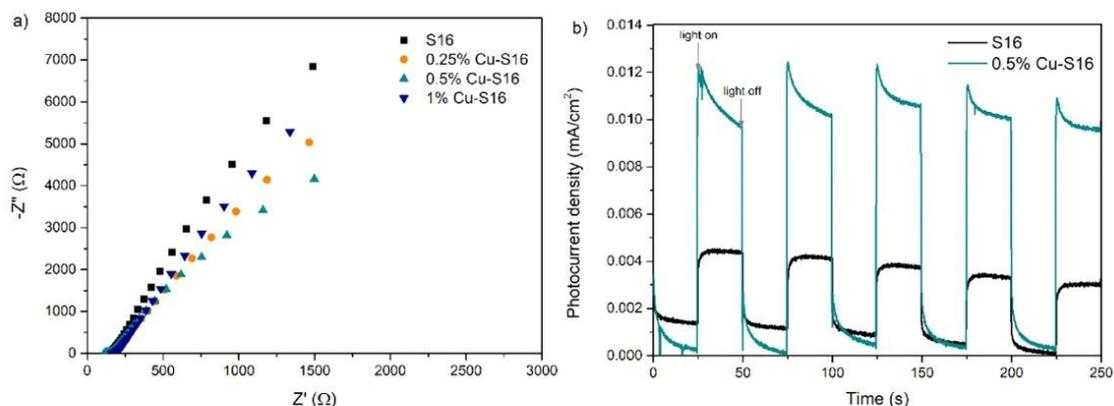 a)
8000
7000
6000
5000
4000
3000
2000
1000
0
-Z'' (Ω)
S16
0.25% Cu-S16
0.5% Cu-S16
1% Cu-S16
0 500 1000 1500 2000 2500 3000
Z' (Ω)
b)
0.014
0.012
0.010
0.008
0.006
0.004
0.002
0.000
Photocurrent density (mA/cm²)
light on
light off
S16
0.5% Cu-S16
0 50 100 150 200 250
Time (s)